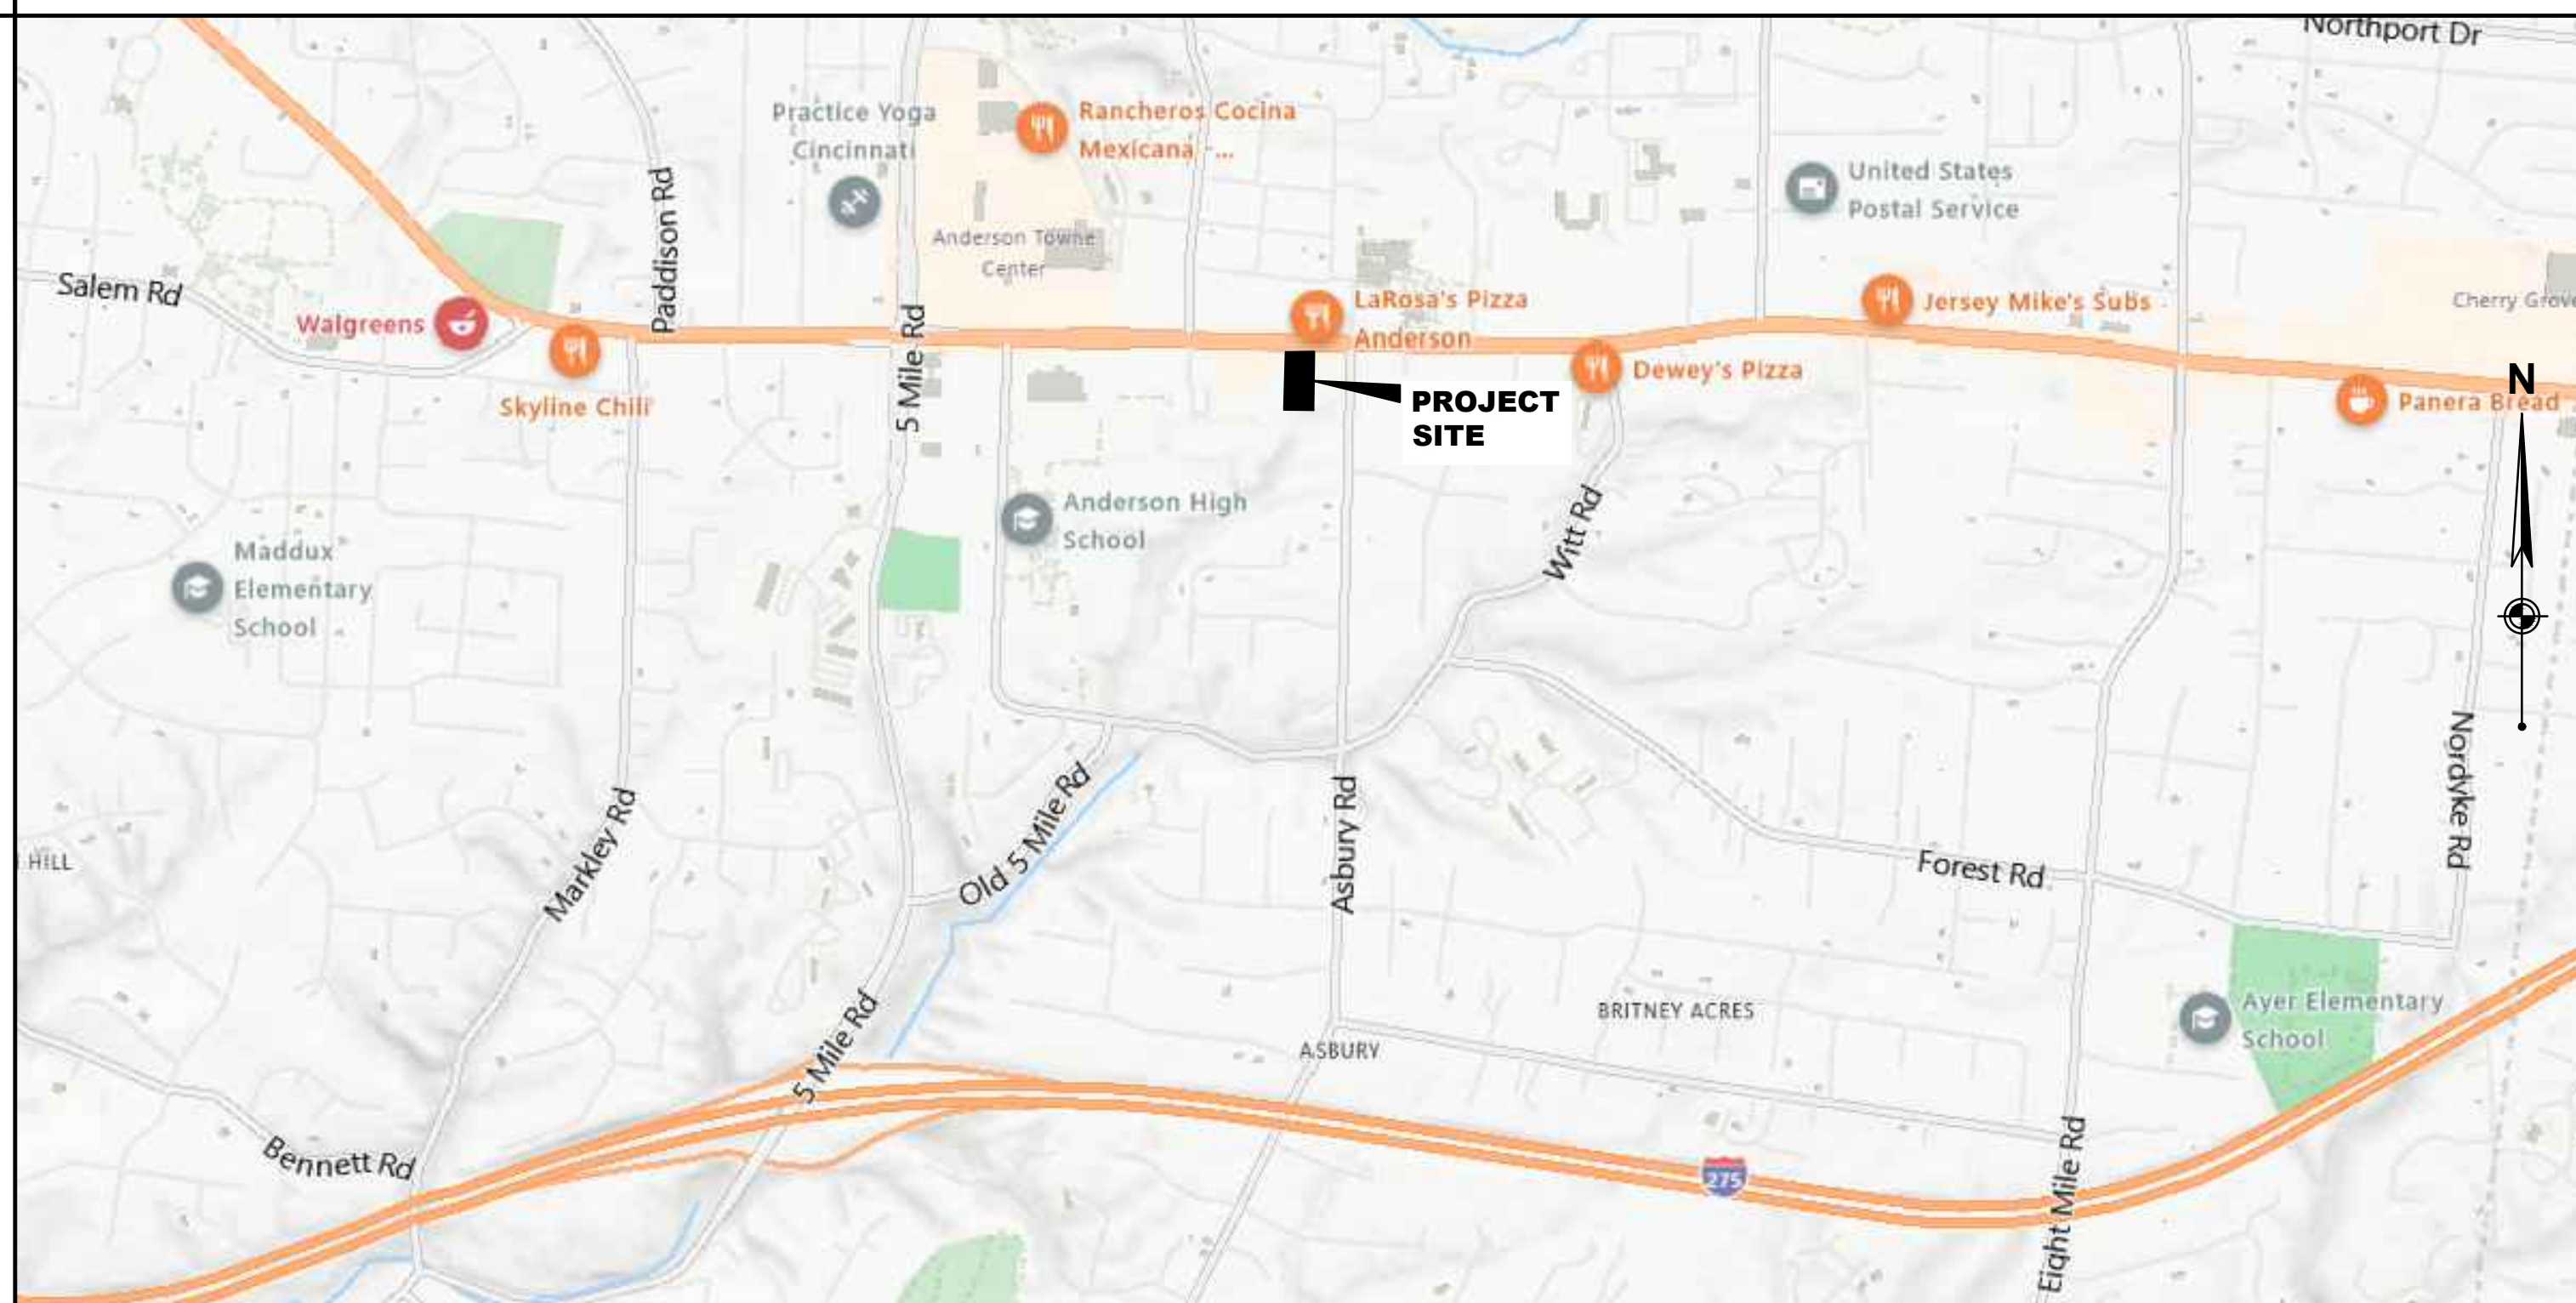 Northport Dr
Practice Yoga
Cincinnati
Rancheros Cocina
Mexicana -...
Paddison Rd
United States
Postal Service
Anderson Towne
Center
Salem Rd
Walgreens
5 Mile Rd
LaRosa's Pizza
Anderson
Jersey Mike's Subs
Cherry Grove
Skyline Chili
Dewey's Pizza
PROJECT
SITE
N
Panera Bread
Anderson High
School
Witt Rd
Maddux
Elementary
School
Nordyke Rd
Markley Rd
Old 5 Mile Rd
Asbury Rd
HILL
Forest Rd
5 Mile Rd
BRITNEY ACRES
ASBURY
Ayer Elementary
School
Bennett Rd
275
Eight Mile Rd